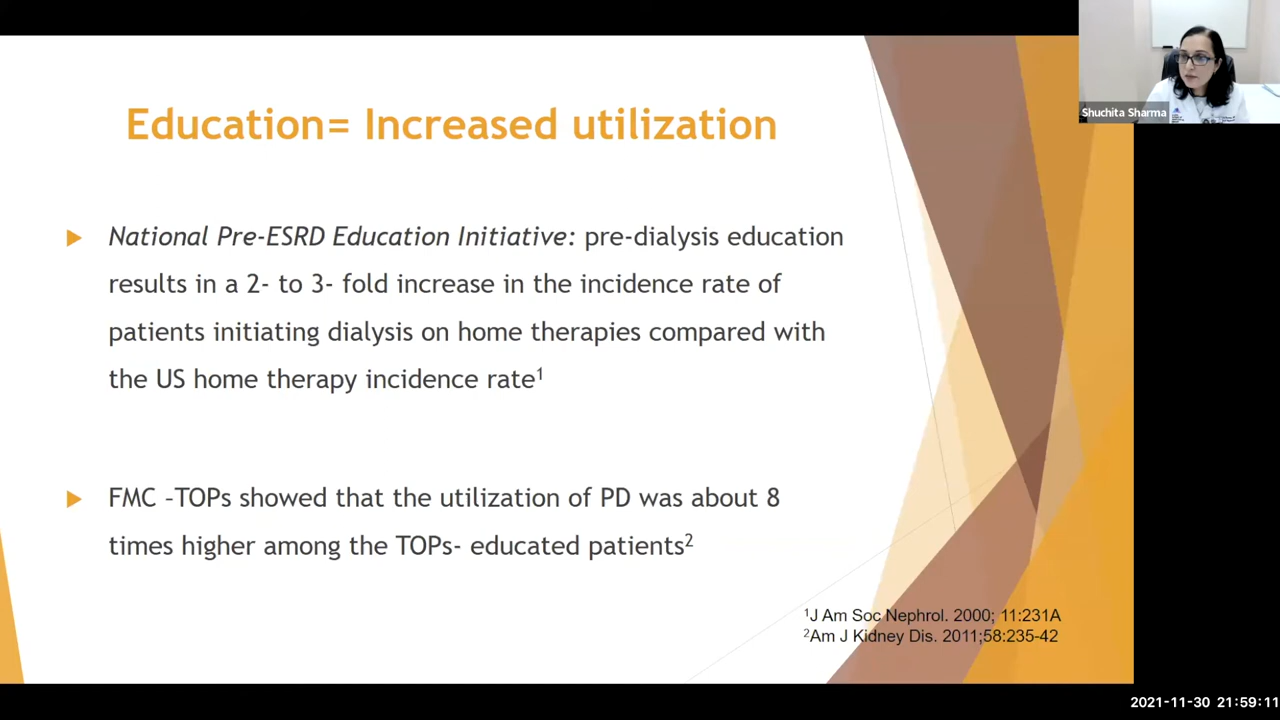 Education= Increased utilization
National Pre-ESRD Education Initiative: pre-dialysis education
results in a 2- to 3- fold increase in the incidence rate of
patients initiating dialysis on home therapies compared with
the US home therapy incidence rate1
FMC –TOPs showed that the utilization of PD was about 8
times higher among the TOPs- educated patients2
1J Am Soc Nephrol. 2000; 11:231A
2Am J Kidney Dis. 2011;58:235-42
Shuchita Sharma
2021-11-30 21:59:11